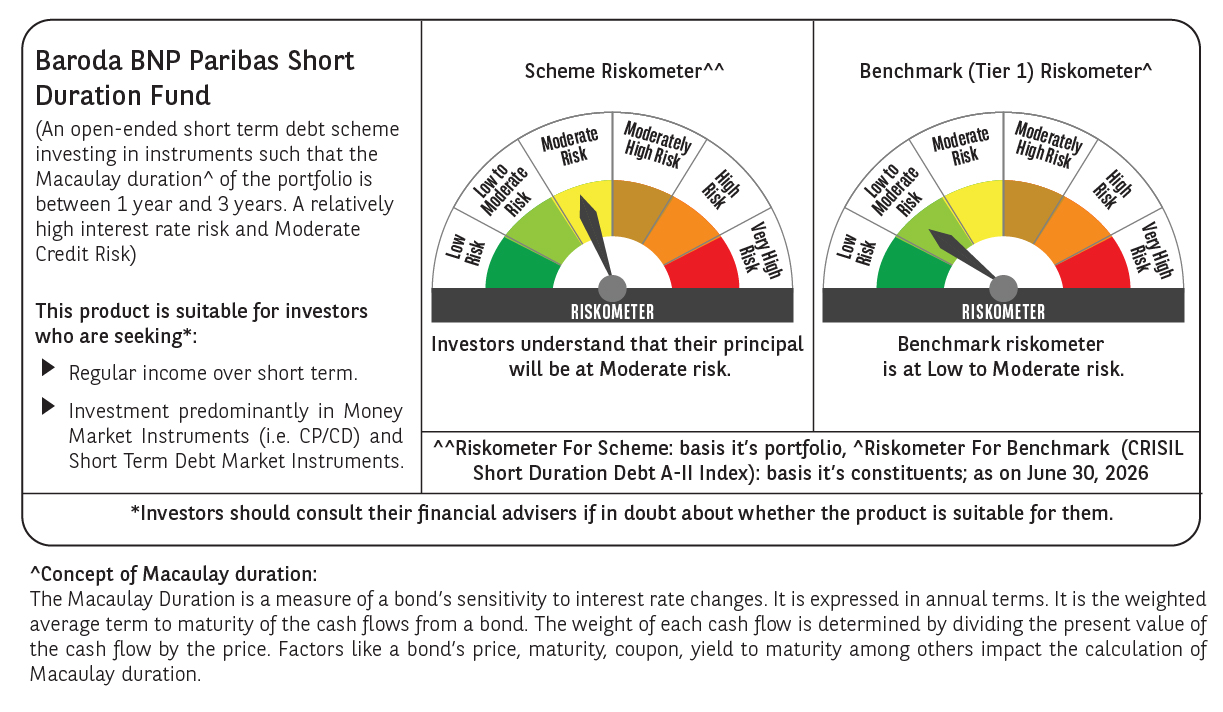 Baroda BNP Paribas Short
Duration Fund
(An open-ended short term debt scheme
investing in instruments such that the
Macaulay duration^ of the portfolio is
between 1 year and 3 years. A relatively
high interest rate risk and Moderate
Credit Risk)
This product is suitable for investors
who are seeking*:
Regular income over short term.
Investment predominantly in Money
Market Instruments (i.e. CP/CD) and
Short Term Debt Market Instruments.
Scheme Riskometer^^
Low
Risk
Low to
Moderate
Risk
Moderate
Risk
Moderately
High Risk
High
Risk
Very High
Risk
RISKOMETER
Investors understand that their principal
will be at Moderate risk.
Benchmark (Tier 1) Riskometer^
Low
Risk
Low to
Moderate
Risk
Moderate
Risk
Moderately
High Risk
High
Risk
Very High
Risk
RISKOMETER
Benchmark riskometer
is at Low to Moderate risk.
^^Riskometer For Scheme: basis it's portfolio, ^Riskometer For Benchmark (CRISIL
Short Duration Debt A-II Index): basis it's constituents; as on June 30, 2026
*Investors should consult their financial advisers if in doubt about whether the product is suitable for them.
^Concept of Macaulay duration:
The Macaulay Duration is a measure of a bond's sensitivity to interest rate changes. It is expressed in annual terms. It is the weighted
average term to maturity of the cash flows from a bond. The weight of each cash flow is determined by dividing the present value of
the cash flow by the price. Factors like a bond's price, maturity, coupon, yield to maturity among others impact the calculation of
Macaulay duration.